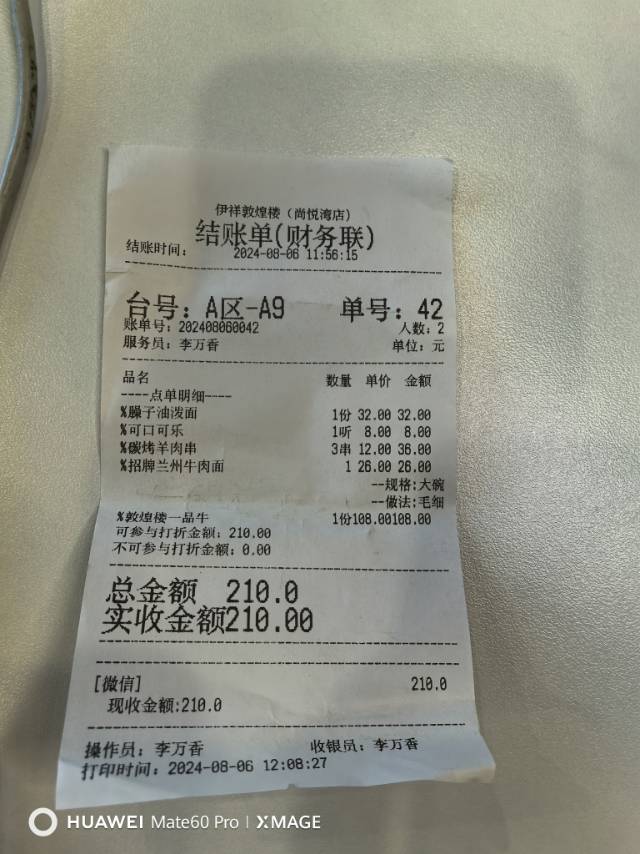 伊祥敦煌楼（尚悦湾店）
结账单(财务联)
结账时间： 2024-08-06 11:56:15
台号：A区-A9 单号：42
账单号：202408060042 人数：2
服务员：李万香 单位：元
品名 数量 单价 金额
----点单明细----
%臊子油泼面 1份 32.00 32.00
%可口可乐 1听 8.00 8.00
%碳烤羊肉串 3串 12.00 36.00
%招牌兰州牛肉面 1 26.00 26.00
--规格:大碗
--做法:毛细
%敦煌楼一品牛 1份108.00108.00
可参与打折金额：210.00
不可参与打折金额：0.00
总金额 210.0
实收金额210.00
[微信] 210.0
现收金额:210.0
操作员：李万香 收银员：李万香
打印时间：2024-08-06 12:08:27
HUAWEI Mate60 Pro | XMAGE